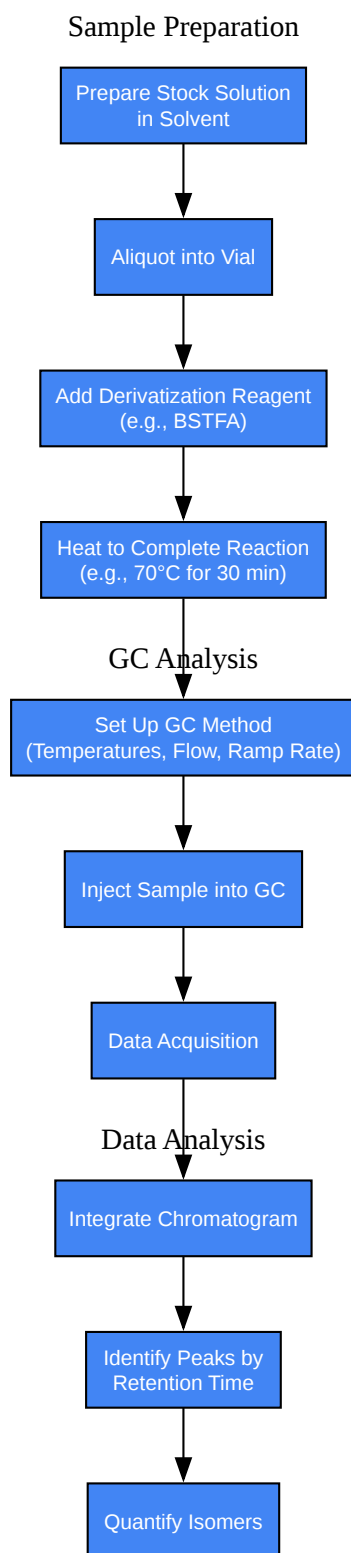 Sample Preparation
Prepare Stock Solution
in Solvent
Aliquot into Vial
Add Derivatization Reagent
(e.g., BSTFA)
Heat to Complete Reaction
(e.g., 70°C for 30 min)
GC Analysis
Set Up GC Method
(Temperatures, Flow, Ramp Rate)
Inject Sample into GC
Data Acquisition
Data Analysis
Integrate Chromatogram
Identify Peaks by
Retention Time
Quantify Isomers